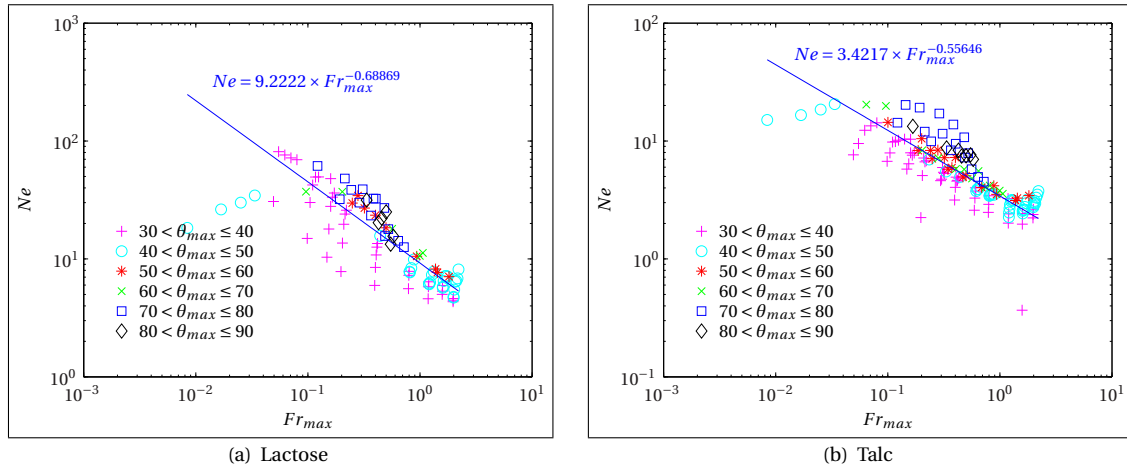 10^3
10^2
10^1
10^0
Ne
Ne = 9.2222 × Fr_max^−0.68869
30 < θ_max ≤ 40
40 < θ_max ≤ 50
50 < θ_max ≤ 60
60 < θ_max ≤ 70
70 < θ_max ≤ 80
80 < θ_max ≤ 90
10^−3 10^−2 10^−1 10^0 10^1
Fr_max
(a) Lactose
10^2
10^1
10^0
10^−1
Ne
Ne = 3.4217 × Fr_max^−0.55646
30 < θ_max ≤ 40
40 < θ_max ≤ 50
50 < θ_max ≤ 60
60 < θ_max ≤ 70
70 < θ_max ≤ 80
80 < θ_max ≤ 90
10^−3 10^−2 10^−1 10^0 10^1
Fr_max
(b) Talc